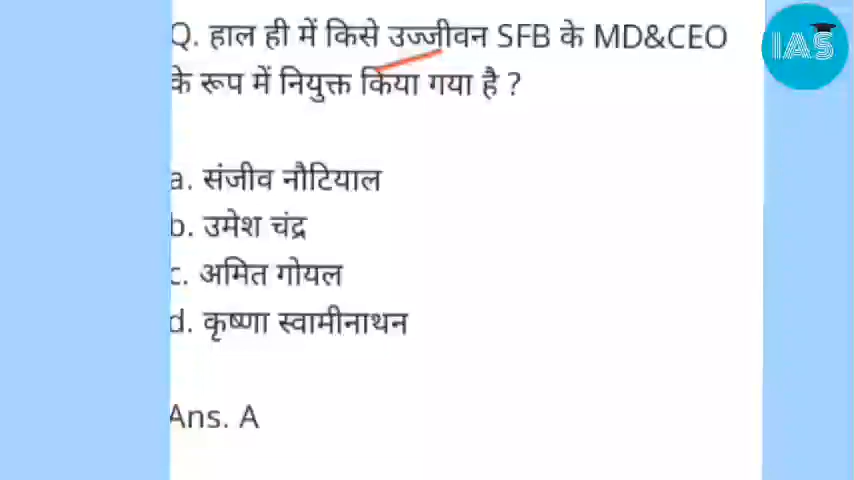 Q. हाल ही में किसे उज्जीवन SFB के MD&CEO
के रूप में नियुक्त किया गया है ?
a. संजीव नौटियाल
b. उमेश चंद्र
c. अमित गोयल
d. कृष्णा स्वामीनाथन
Ans. A
IAS